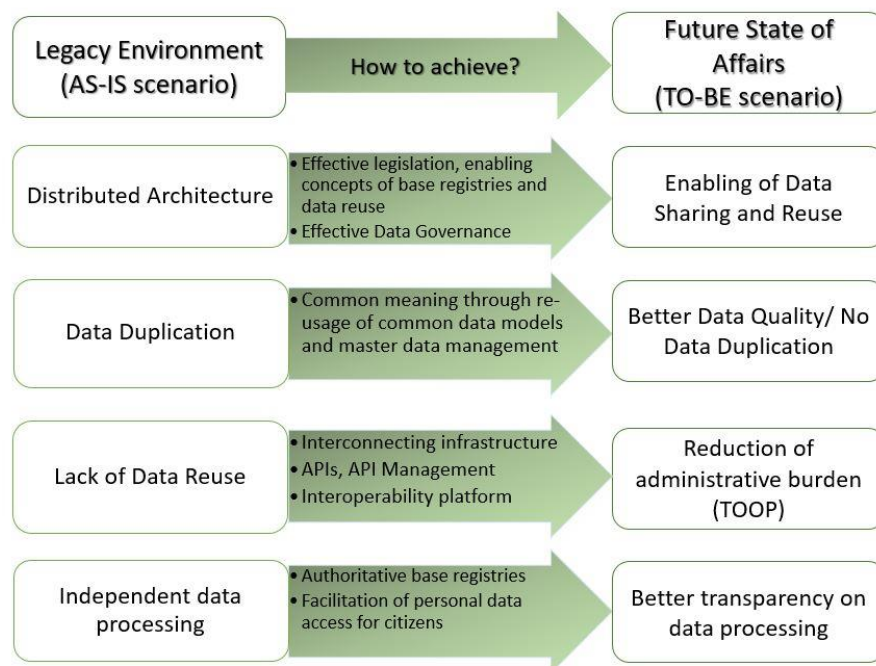 Legacy Environment
(AS-IS scenario)
How to achieve?
Future State of
Affairs
(TO-BE scenario)
Distributed Architecture
• Effective legislation, enabling
concepts of base registries and
data reuse
• Effective Data Governance
Enabling of Data
Sharing and Reuse
Data Duplication
• Common meaning through re-
usage of common data models
and master data management
Better Data Quality/ No
Data Duplication
Lack of Data Reuse
• Interconnecting infrastructure
• APIs, API Management
• Interoperability platform
Reduction of
administrative burden
(TOOP)
Independent data
processing
• Authoritative base registries
• Facilitation of personal data
access for citizens
Better transparency on
data processing